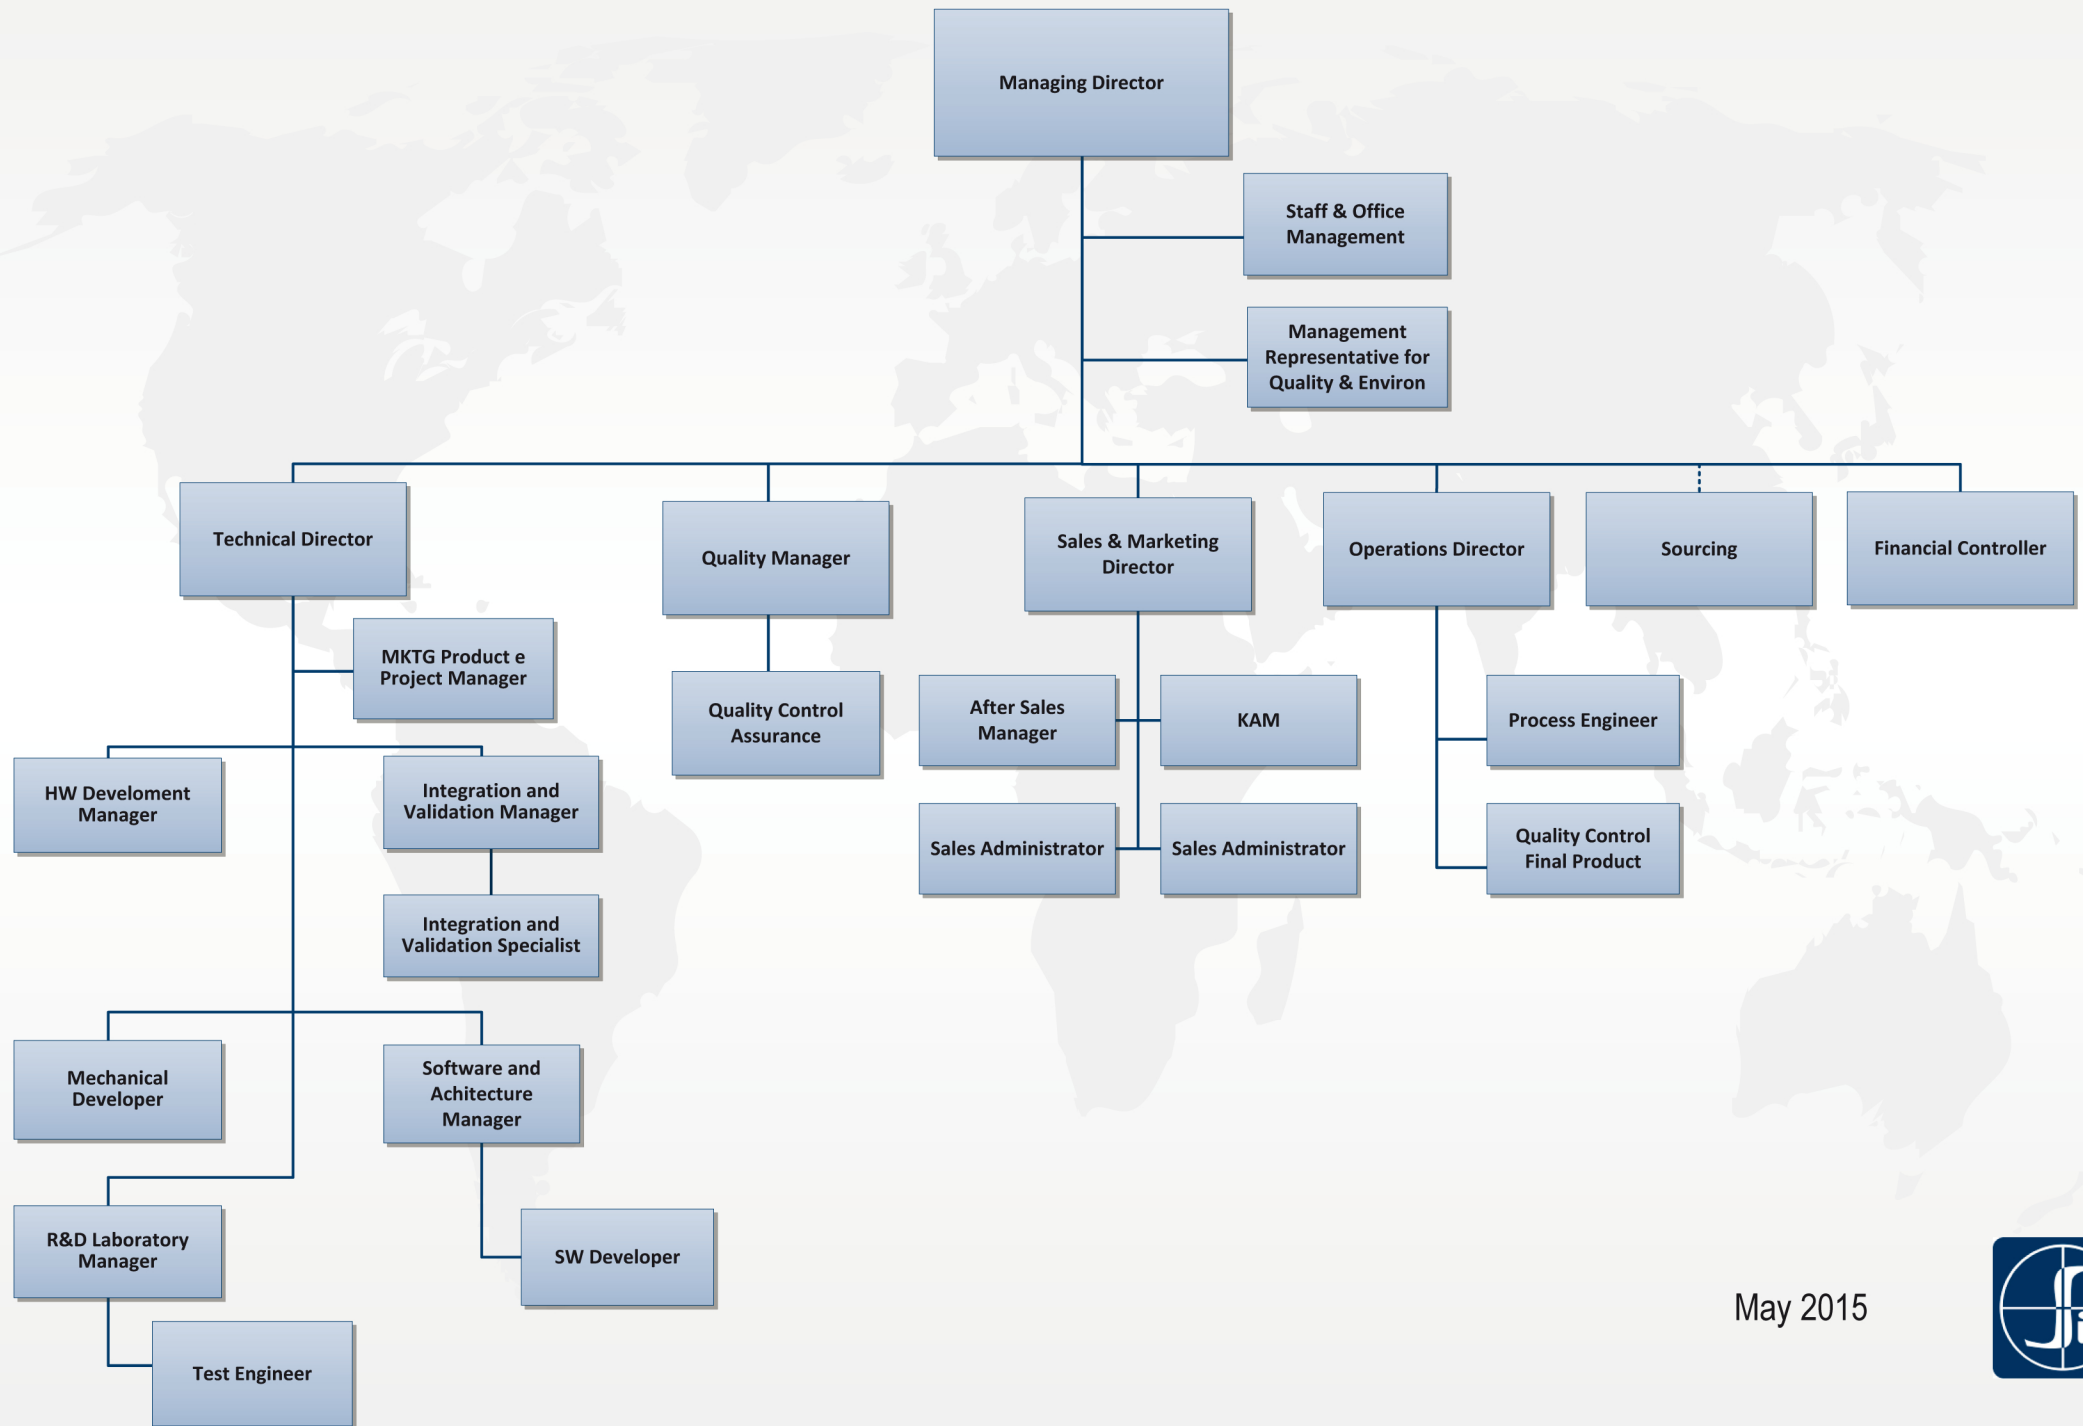 Managing Director
Staff & Office
Management
Management
Representative for
Quality & Environ
Technical Director
Quality Manager
Sales & Marketing
Director
Operations Director
Sourcing
Financial Controller
MKTG Product e
Project Manager
Quality Control
Assurance
After Sales
Manager
KAM
Process Engineer
HW Develoment
Manager
Integration and
Validation Manager
Sales Administrator
Sales Administrator
Quality Control
Final Product
Integration and
Validation Specialist
Mechanical
Developer
Software and
Achitecture
Manager
R&D Laboratory
Manager
SW Developer
Test Engineer
May 2015